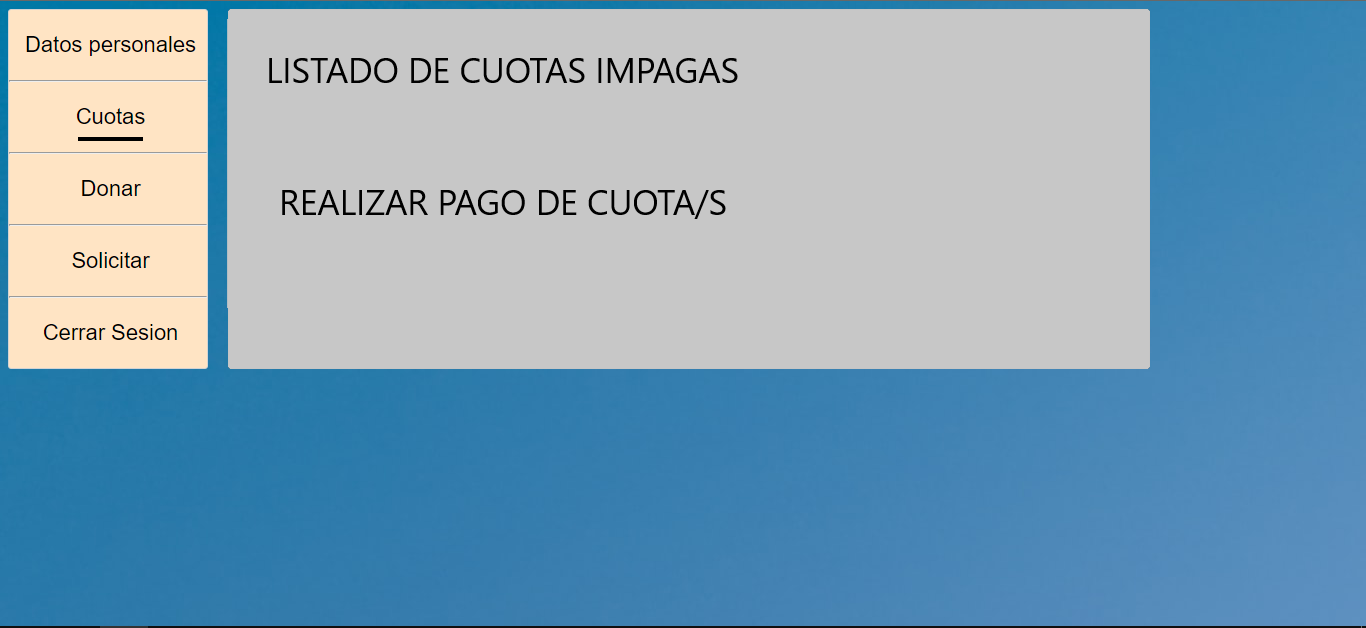 Datos personales
Cuotas
Donar
Solicitar
Cerrar Sesion
LISTADO DE CUOTAS IMPAGAS
REALIZAR PAGO DE CUOTA/S